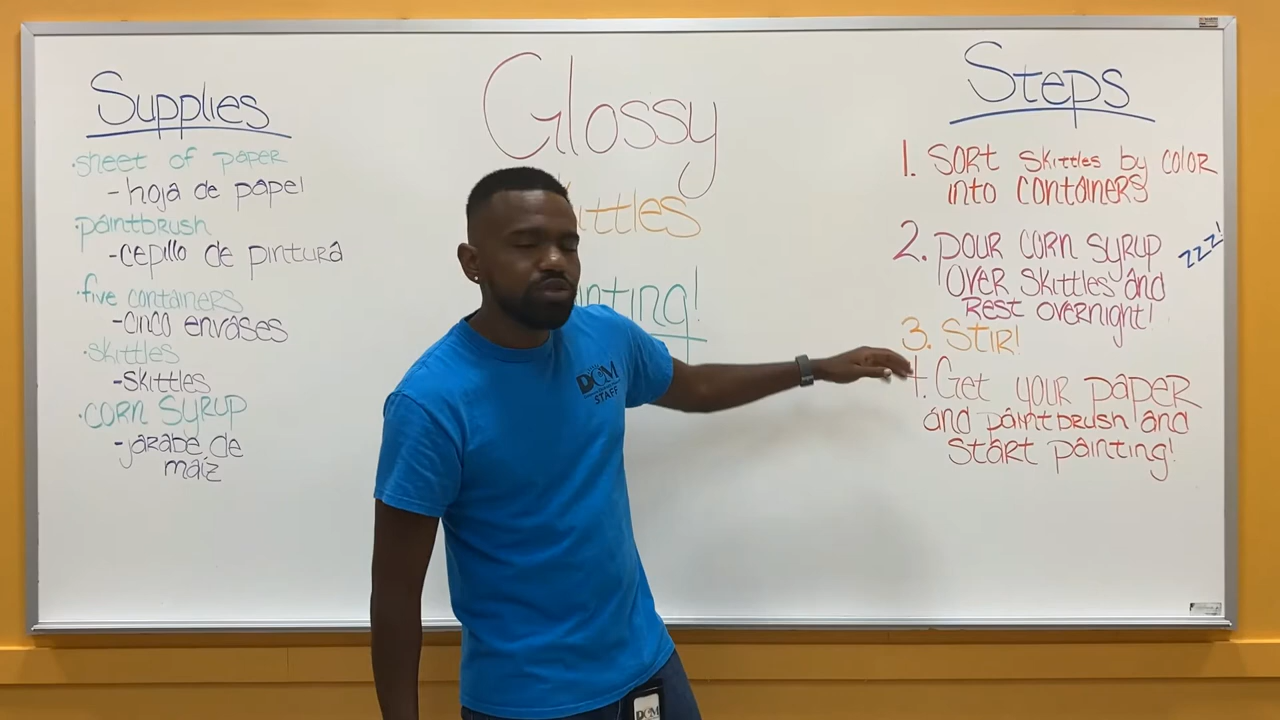 Supplies
·sheet of paper
-hoja de papel
·paintbrush
-cepillo de pintura
·five containers
-cinco envases
·skittles
-skittles
·corn syrup
-jarabe de
maíz
Glossy
ittles
inting!
Steps
1. Sort skittles by color
into containers
2. pour corn syrup
over skittles and
Rest overnight!
zzz!
3. Stir!
4. Get your paper
and paintbrush and
start painting!
DCM
STAFF
DCM